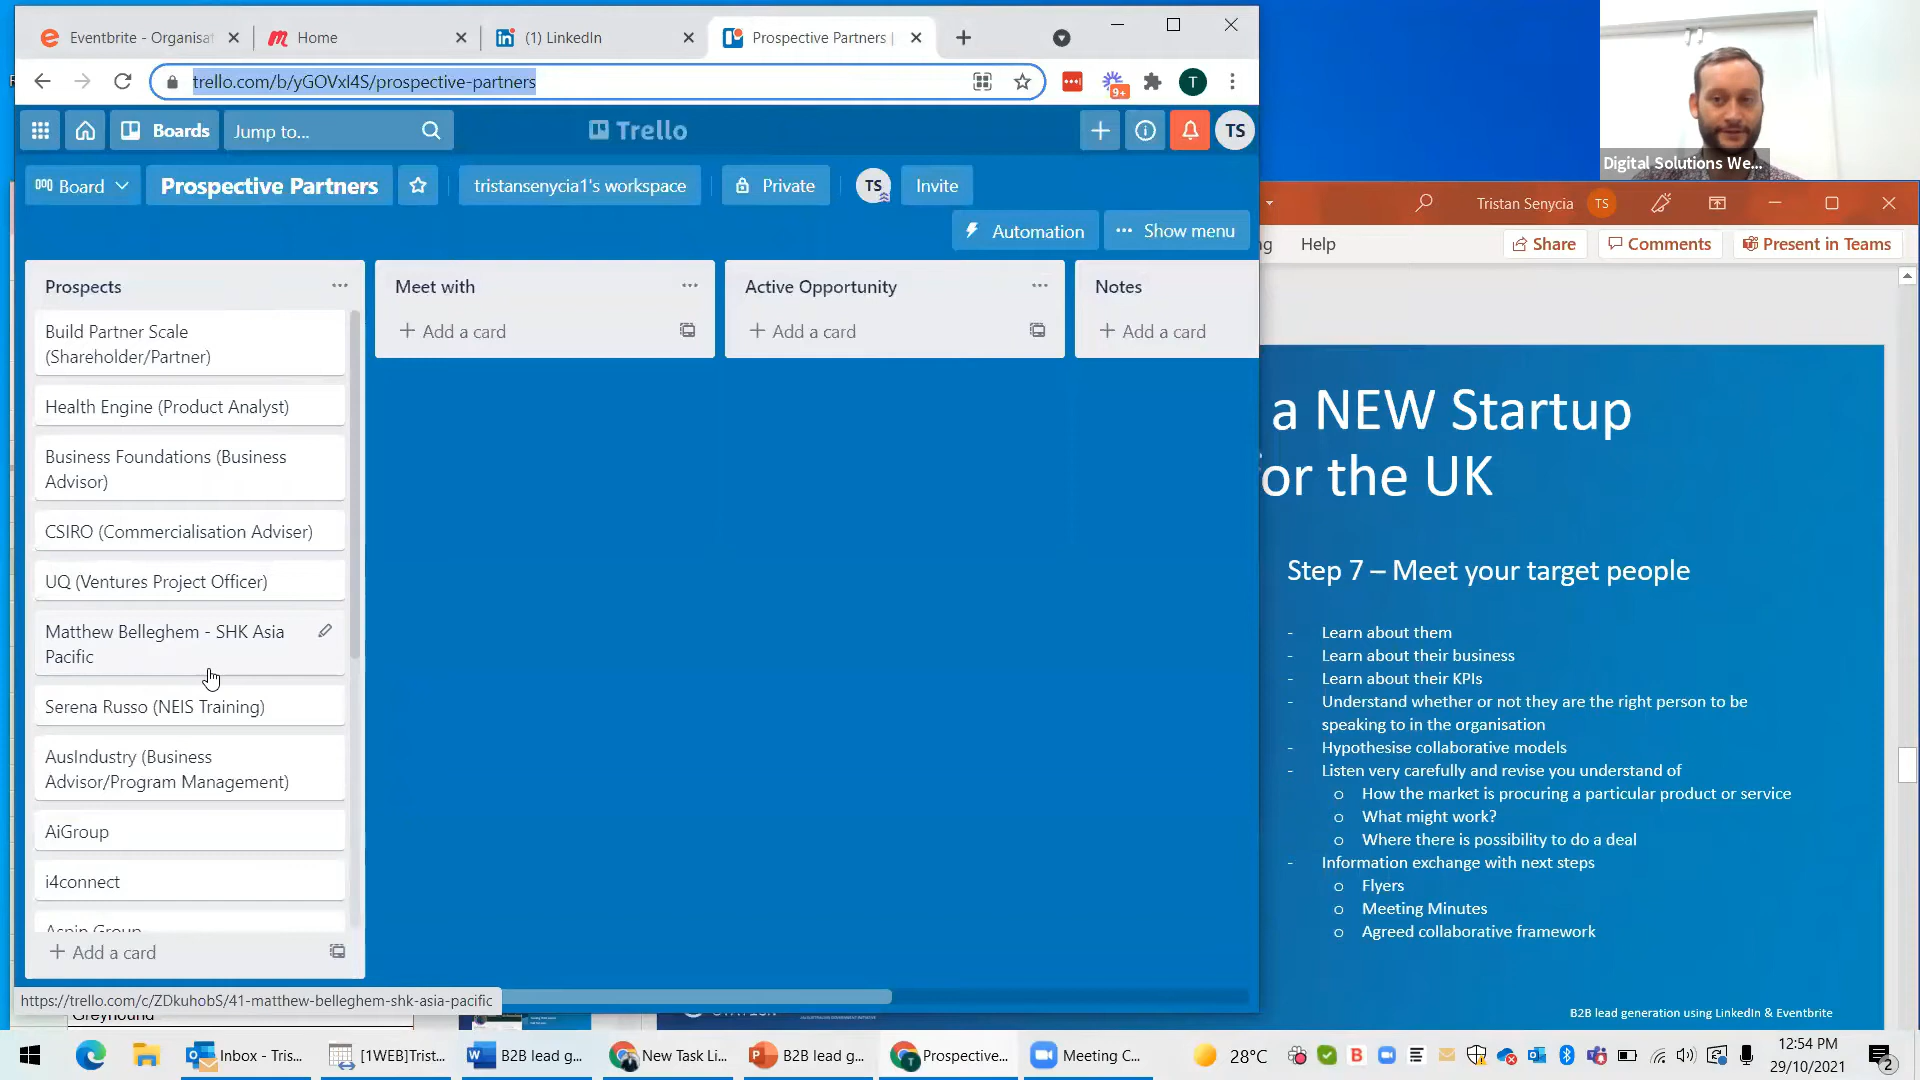 Eventbrite - Organisat
Home
(1) LinkedIn
Prospective Partners |
trello.com/b/yGOVxI4S/prospective-partners
9+
T
Boards
Jump to...
Trello
TS
Board
Prospective Partners
tristansenycia1's workspace
Private
TS
Invite
Automation
Show menu
Prospects
Build Partner Scale
(Shareholder/Partner)
Health Engine (Product Analyst)
Business Foundations (Business
Advisor)
CSIRO (Commercialisation Adviser)
UQ (Ventures Project Officer)
Matthew Belleghem - SHK Asia
Pacific
Serena Russo (NEIS Training)
AusIndustry (Business
Advisor/Program Management)
AiGroup
i4connect
Aspin Group
+ Add a card
Meet with
+ Add a card
Active Opportunity
+ Add a card
Notes
+ Add a card
https://trello.com/c/ZDkuhobS/41-matthew-belleghem-shk-asia-pacific
Greyhound
Digital Solutions We...
Tristan Senycia
TS
Help
Share
Comments
Present in Teams
a NEW Startup
for the UK
Step 7 – Meet your target people
- Learn about them
- Learn about their business
- Learn about their KPIs
- Understand whether or not they are the right person to be
speaking to in the organisation
- Hypothesise collaborative models
- Listen very carefully and revise you understand of
o How the market is procuring a particular product or service
o What might work?
o Where there is possibility to do a deal
- Information exchange with next steps
o Flyers
o Meeting Minutes
o Agreed collaborative framework
B2B lead generation using LinkedIn & Eventbrite
Inbox - Tris...
[1WEB]Trist...
B2B lead g...
New Task Li...
B2B lead g...
Prospective...
Meeting C...
28°C
12:54 PM
29/10/2021
2